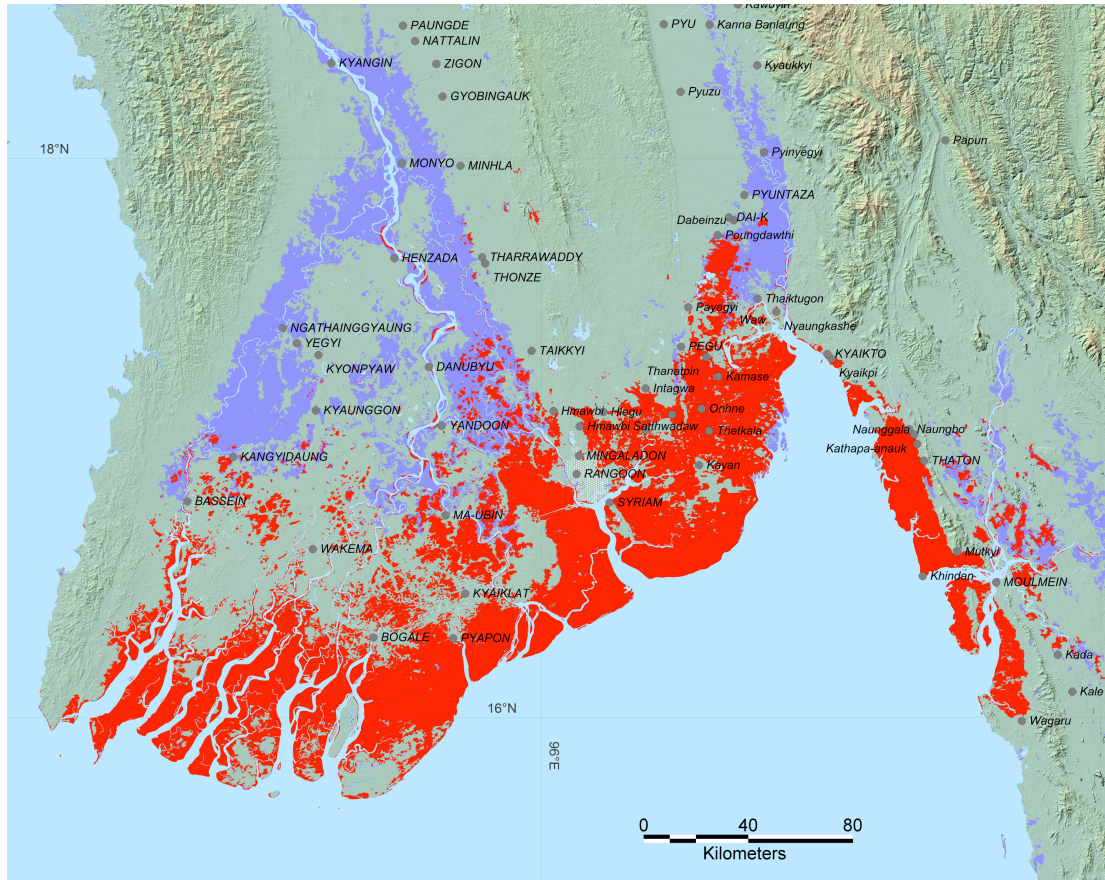 Kawbyin
PAUNGDE
PYU
Kanna Banlaung
NATTALIN
KYANGIN
ZIGON
Kyaukkyi
GYOBINGAUK
Pyuzu
Papun
18°N
Pyinyegyi
MONYO
MINHLA
PYUNTAZA
Dabeinzu
DAI-K
Poungdawthi
HENZADA
THARRAWADDY
THONZE
Thaiktugon
Payagyi
Waw
Nyaungkashe
NGATHAINGGYAUNG
YEGYI
TAIKKYI
PEGU
KYAIKTO
KYONPYAW
DANUBYU
Thanatpin
Kyaikpi
Kamase
Intagwa
KYAUNGGON
Hmawbi
Hlegu
Onhne
YANDOON
Hmawbi Satthwadaw
Thetkala
Naunggala
Naungbo
Kathapa-anauk
KANGYIDAUNG
MINGALADON
Kayan
THATON
RANGOON
BASSEIN
SYRIAM
MA-UBIN
WAKEMA
Mutkyi
Khindan
MOULMEIN
KYAIKLAT
BOGALE
PYAPON
Kada
Kale
16°N
Wagaru
96°E
0 40 80
Kilometers